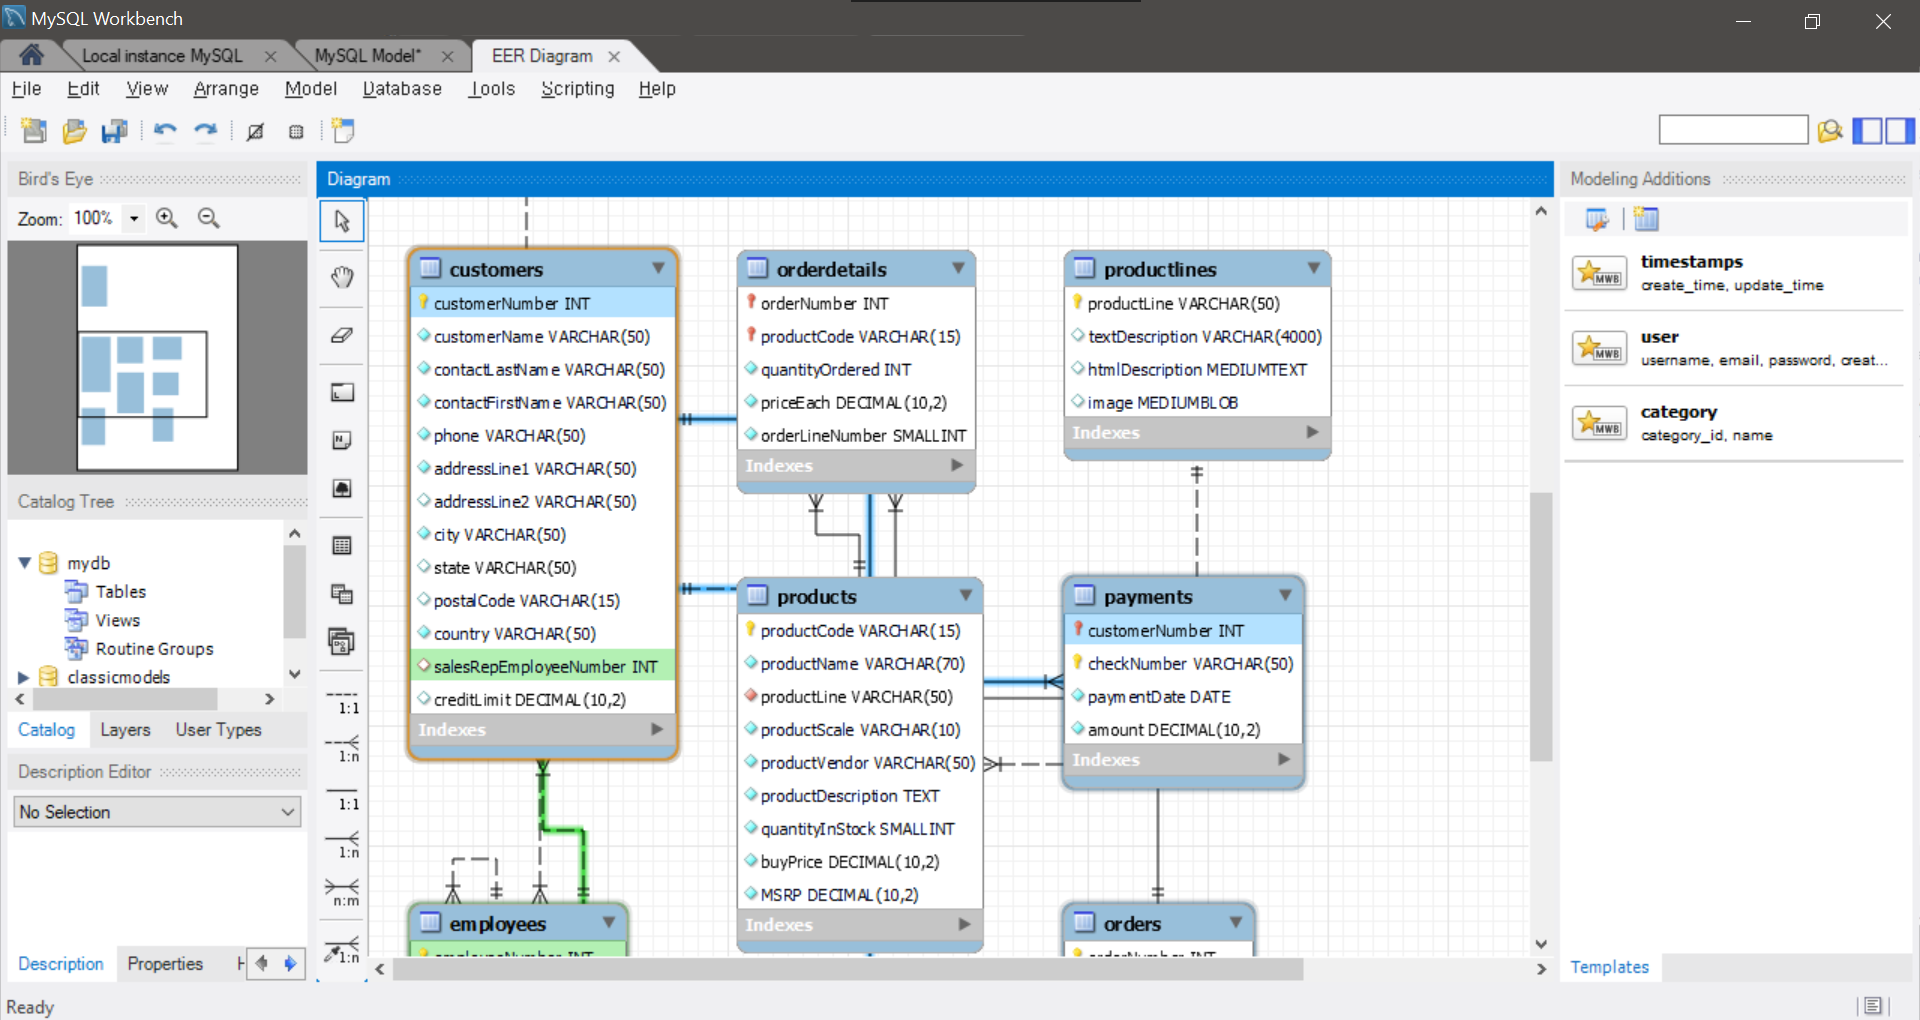 MySQL Workbench
Local instance MySQL
MySQL Model*
EER Diagram
File Edit View Arrange Model Database Tools Scripting Help
Bird's Eye
Zoom: 100%
Catalog Tree
mydb
Tables
Views
Routine Groups
classicmodels
Catalog Layers User Types
Description Editor
No Selection
Description Properties H
Ready
Diagram
1:1
1:n
1:1
1:n
n:m
1:n
customers
customerNumber INT
customerName VARCHAR(50)
contactLastName VARCHAR(50)
contactFirstName VARCHAR(50)
phone VARCHAR(50)
addressLine1 VARCHAR(50)
addressLine2 VARCHAR(50)
city VARCHAR(50)
state VARCHAR(50)
postalCode VARCHAR(15)
country VARCHAR(50)
salesRepEmployeeNumber INT
creditLimit DECIMAL(10,2)
Indexes
orderdetails
orderNumber INT
productCode VARCHAR(15)
quantityOrdered INT
priceEach DECIMAL(10,2)
orderLineNumber SMALLINT
Indexes
productlines
productLine VARCHAR(50)
textDescription VARCHAR(4000)
htmlDescription MEDIUMTEXT
image MEDIUMBLOB
Indexes
products
productCode VARCHAR(15)
productName VARCHAR(70)
productLine VARCHAR(50)
productScale VARCHAR(10)
productVendor VARCHAR(50)
productDescription TEXT
quantityInStock SMALLINT
buyPrice DECIMAL(10,2)
MSRP DECIMAL(10,2)
Indexes
payments
customerNumber INT
checkNumber VARCHAR(50)
paymentDate DATE
amount DECIMAL(10,2)
Indexes
employees
employeeNumber INT
orders
orderNumber INT
Modeling Additions
MWB
timestamps
create_time, update_time
MWB
user
username, email, password, creat...
MWB
category
category_id, name
Templates